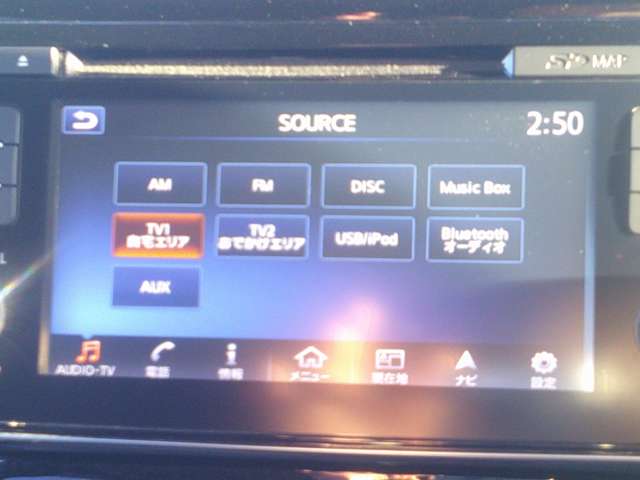 SOURCE
2:50
AM
FM
DISC
Music Box
TV1
自宅エリア
TV2
おでかけエリア
USB/iPod
Bluetooth
オーディオ
AUX
AUDIO・TV
電話
情報
メニュー
現在地
ナビ
設定